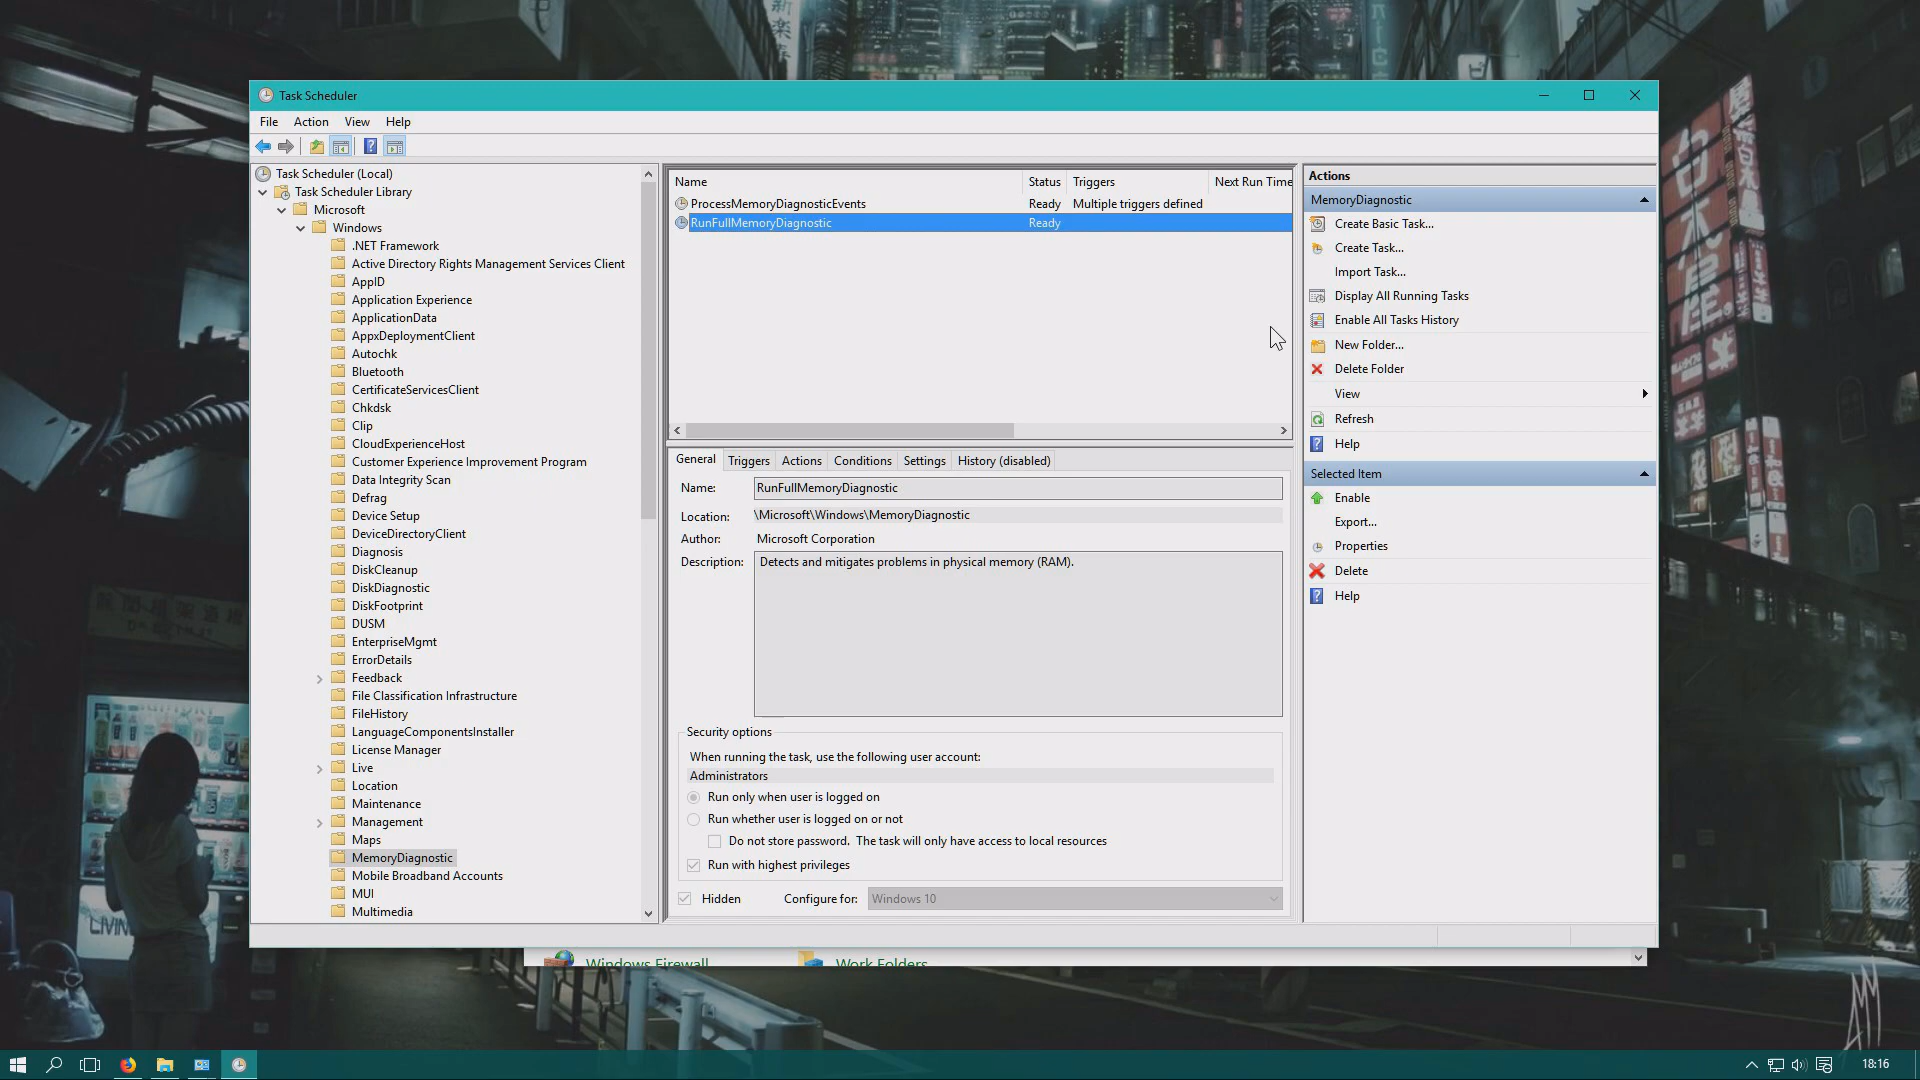 Task Scheduler
File Action View Help
Task Scheduler (Local)
Task Scheduler Library
Microsoft
Windows
.NET Framework
Active Directory Rights Management Services Client
AppID
Application Experience
ApplicationData
AppxDeploymentClient
Autochk
Bluetooth
CertificateServicesClient
Chkdsk
Clip
CloudExperienceHost
Customer Experience Improvement Program
Data Integrity Scan
Defrag
Device Setup
DeviceDirectoryClient
Diagnosis
DiskCleanup
DiskDiagnostic
DiskFootprint
DUSM
EnterpriseMgmt
ErrorDetails
Feedback
File Classification Infrastructure
FileHistory
LanguageComponentsInstaller
License Manager
Live
Location
Maintenance
Management
Maps
MemoryDiagnostic
Mobile Broadband Accounts
MUI
Multimedia
Name Status Triggers Next Run Time
ProcessMemoryDiagnosticEvents Ready Multiple triggers defined
RunFullMemoryDiagnostic Ready
General Triggers Actions Conditions Settings History (disabled)
Name: RunFullMemoryDiagnostic
Location: \Microsoft\Windows\MemoryDiagnostic
Author: Microsoft Corporation
Description: Detects and mitigates problems in physical memory (RAM).
Security options
When running the task, use the following user account:
Administrators
Run only when user is logged on
Run whether user is logged on or not
Do not store password. The task will only have access to local resources
Run with highest privileges
Hidden Configure for: Windows 10
Actions
MemoryDiagnostic
Create Basic Task...
Create Task...
Import Task...
Display All Running Tasks
Enable All Tasks History
New Folder...
Delete Folder
View
Refresh
Help
Selected Item
Enable
Export...
Properties
Delete
Help
Windows Firewall Work Folders
LIVIN
18:16